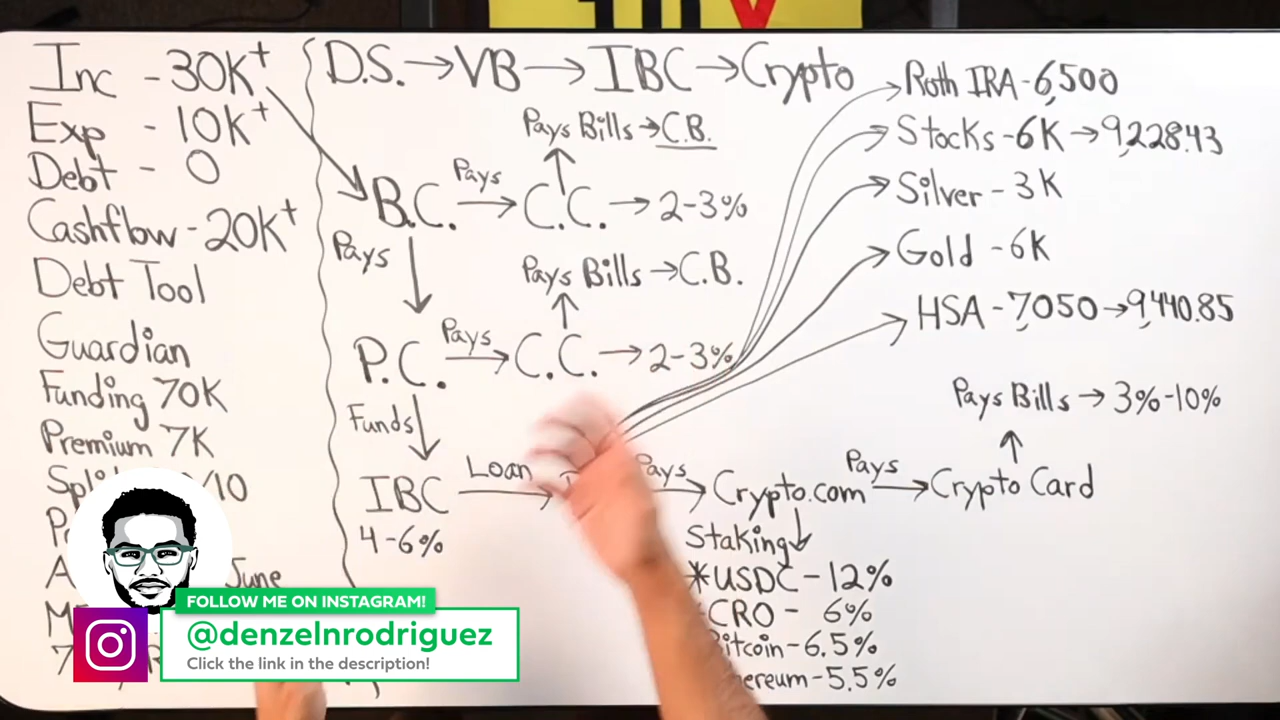 Inc - 30K+
Exp - 10K+
Debt - 0
Cashflow - 20K+
Debt Tool
Guardian
Funding 70K
Premium 7K
/10
June
D.S. → VB → IBC → Crypto
Pays Bills → C.B.
B.C. Pays → C.C. → 2-3%
Pays
Pays Bills → C.B.
P.C. Pays → C.C. → 2-3%
Funds
IBC Loan → Pays → Crypto.com Pays → Crypto Card
4-6%
Roth IRA - 6,500
Stocks - 6K → 9,228.43
Silver - 3K
Gold - 6K
HSA - 7,050 → 9,440.85
Pays Bills → 3%-10%
Staking
*USDC - 12%
CRO - 6%
itcoin - 6.5%
ereum - 5.5%
FOLLOW ME ON INSTAGRAM!
@denzelnrodriguez
Click the link in the description!